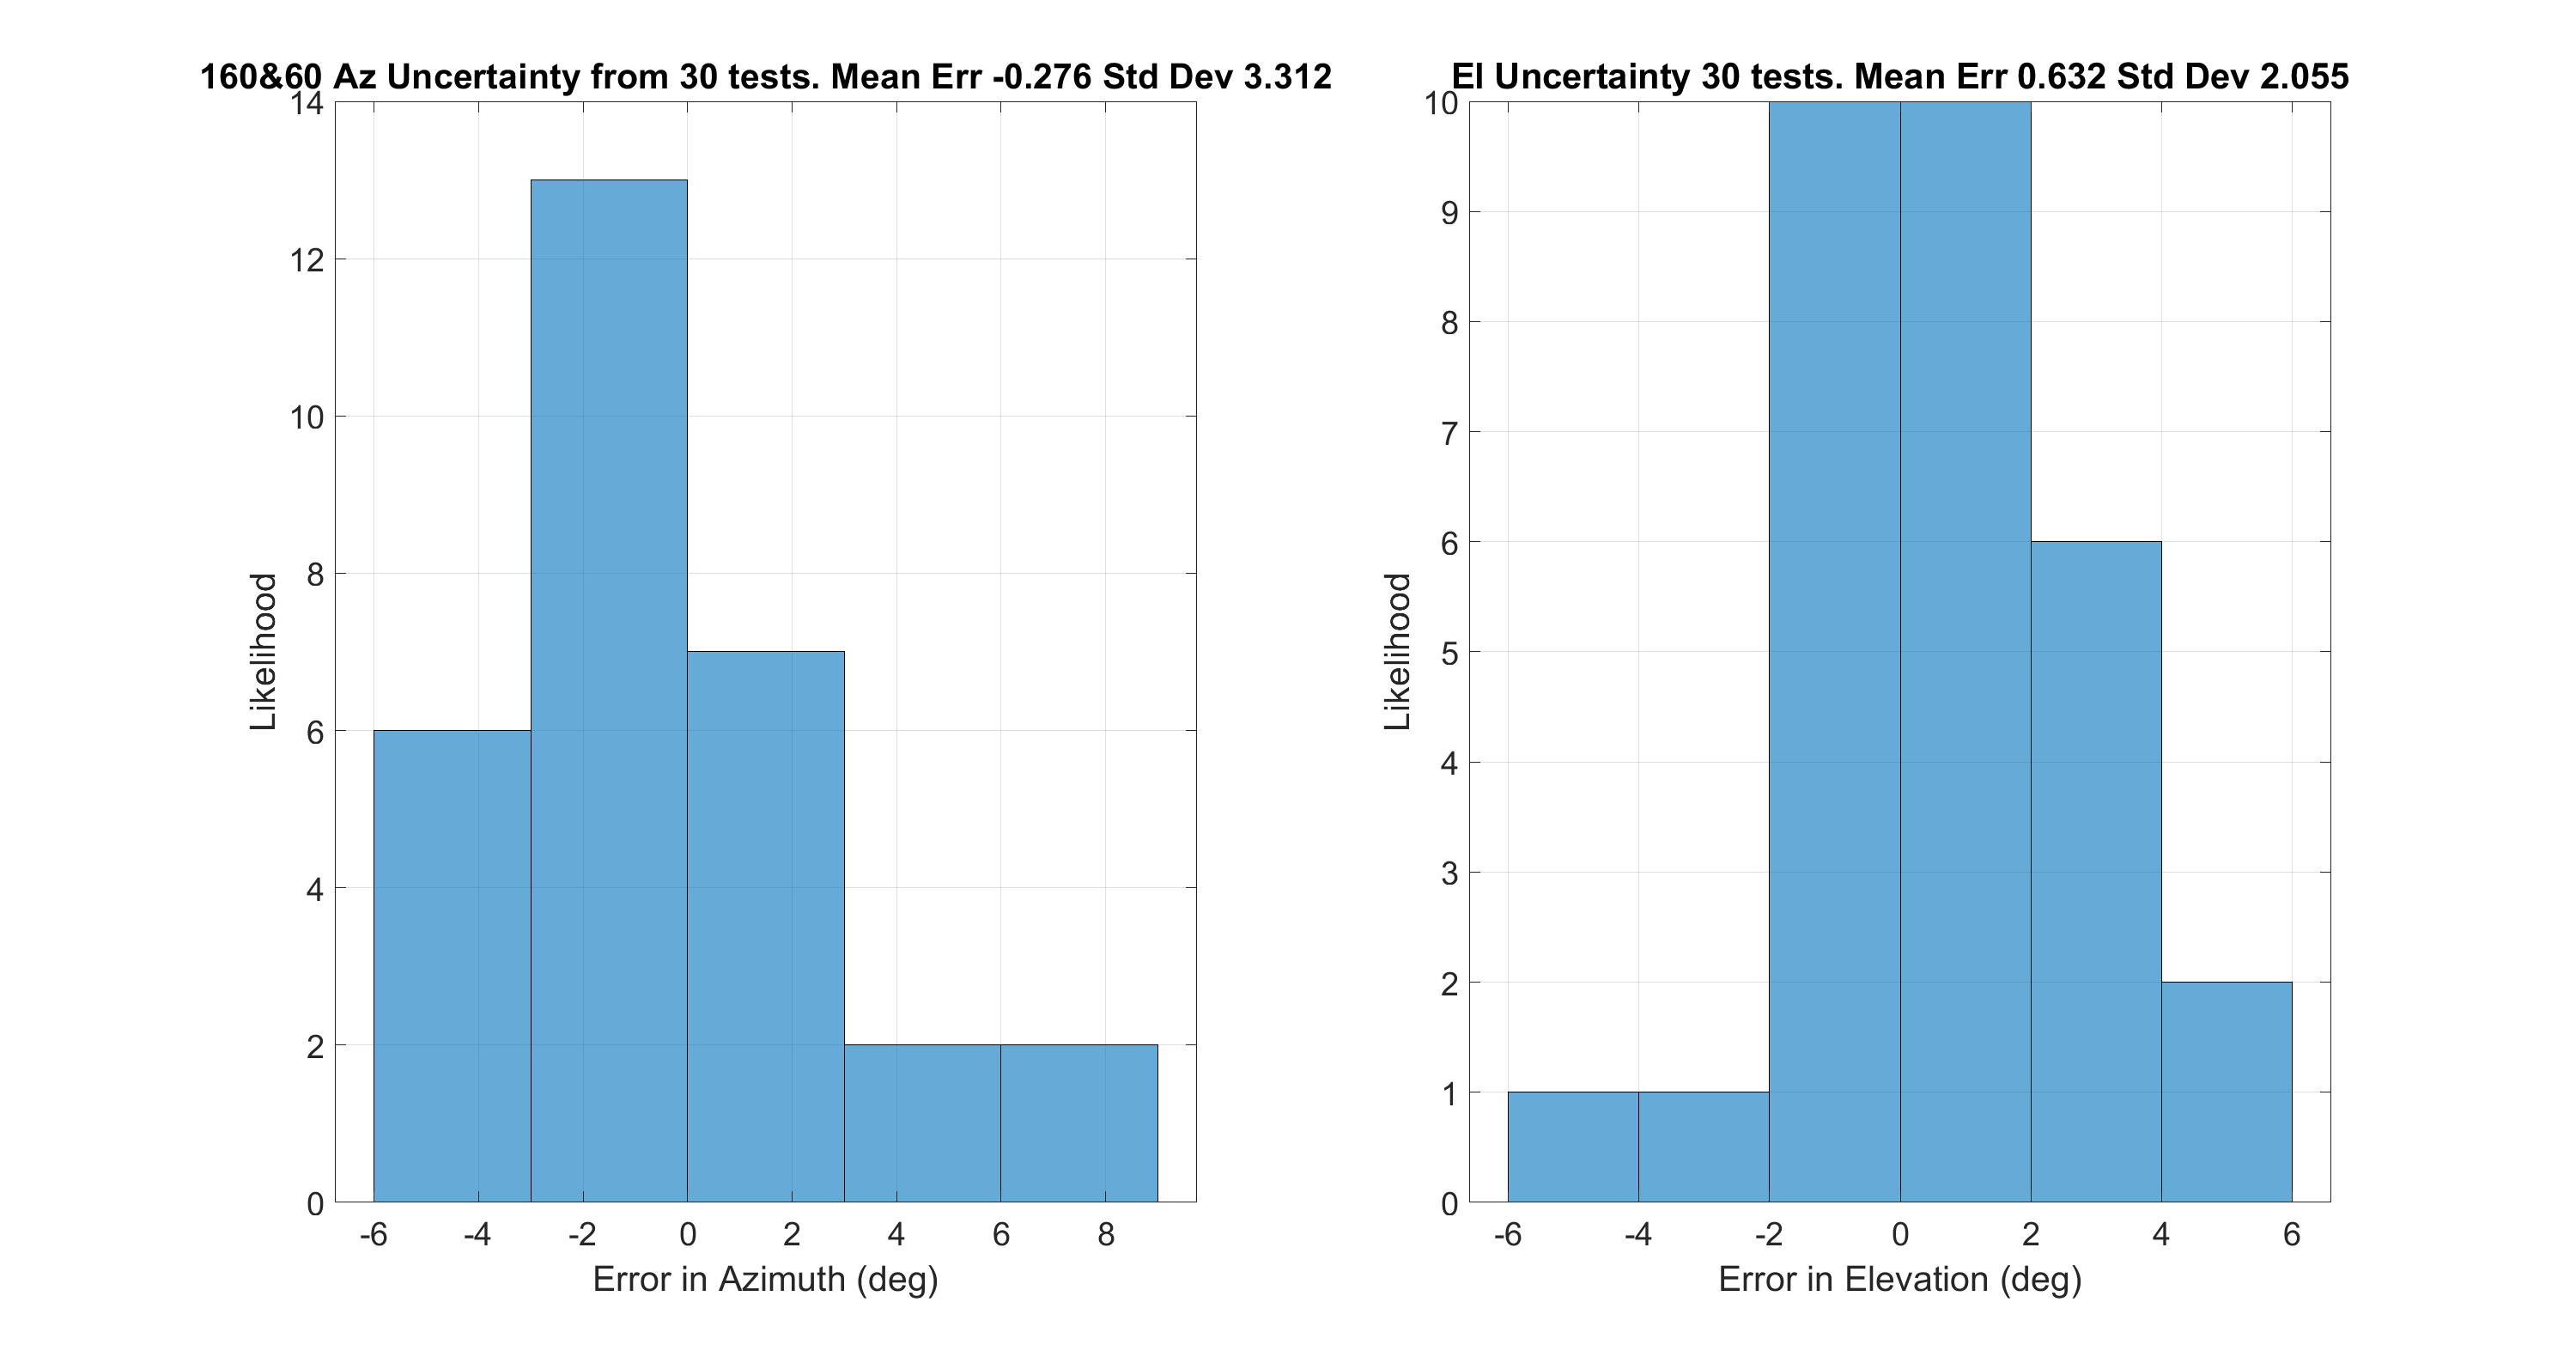 160&60 Az Uncertainty from 30 tests. Mean Err -0.276 Std Dev 3.312
14
12
10
8
6
4
2
0
Likelihood
-6 -4 -2 0 2 4 6 8
Error in Azimuth (deg)
El Uncertainty 30 tests. Mean Err 0.632 Std Dev 2.055
10
9
8
7
6
5
4
3
2
1
0
Likelihood
-6 -4 -2 0 2 4 6
Error in Elevation (deg)